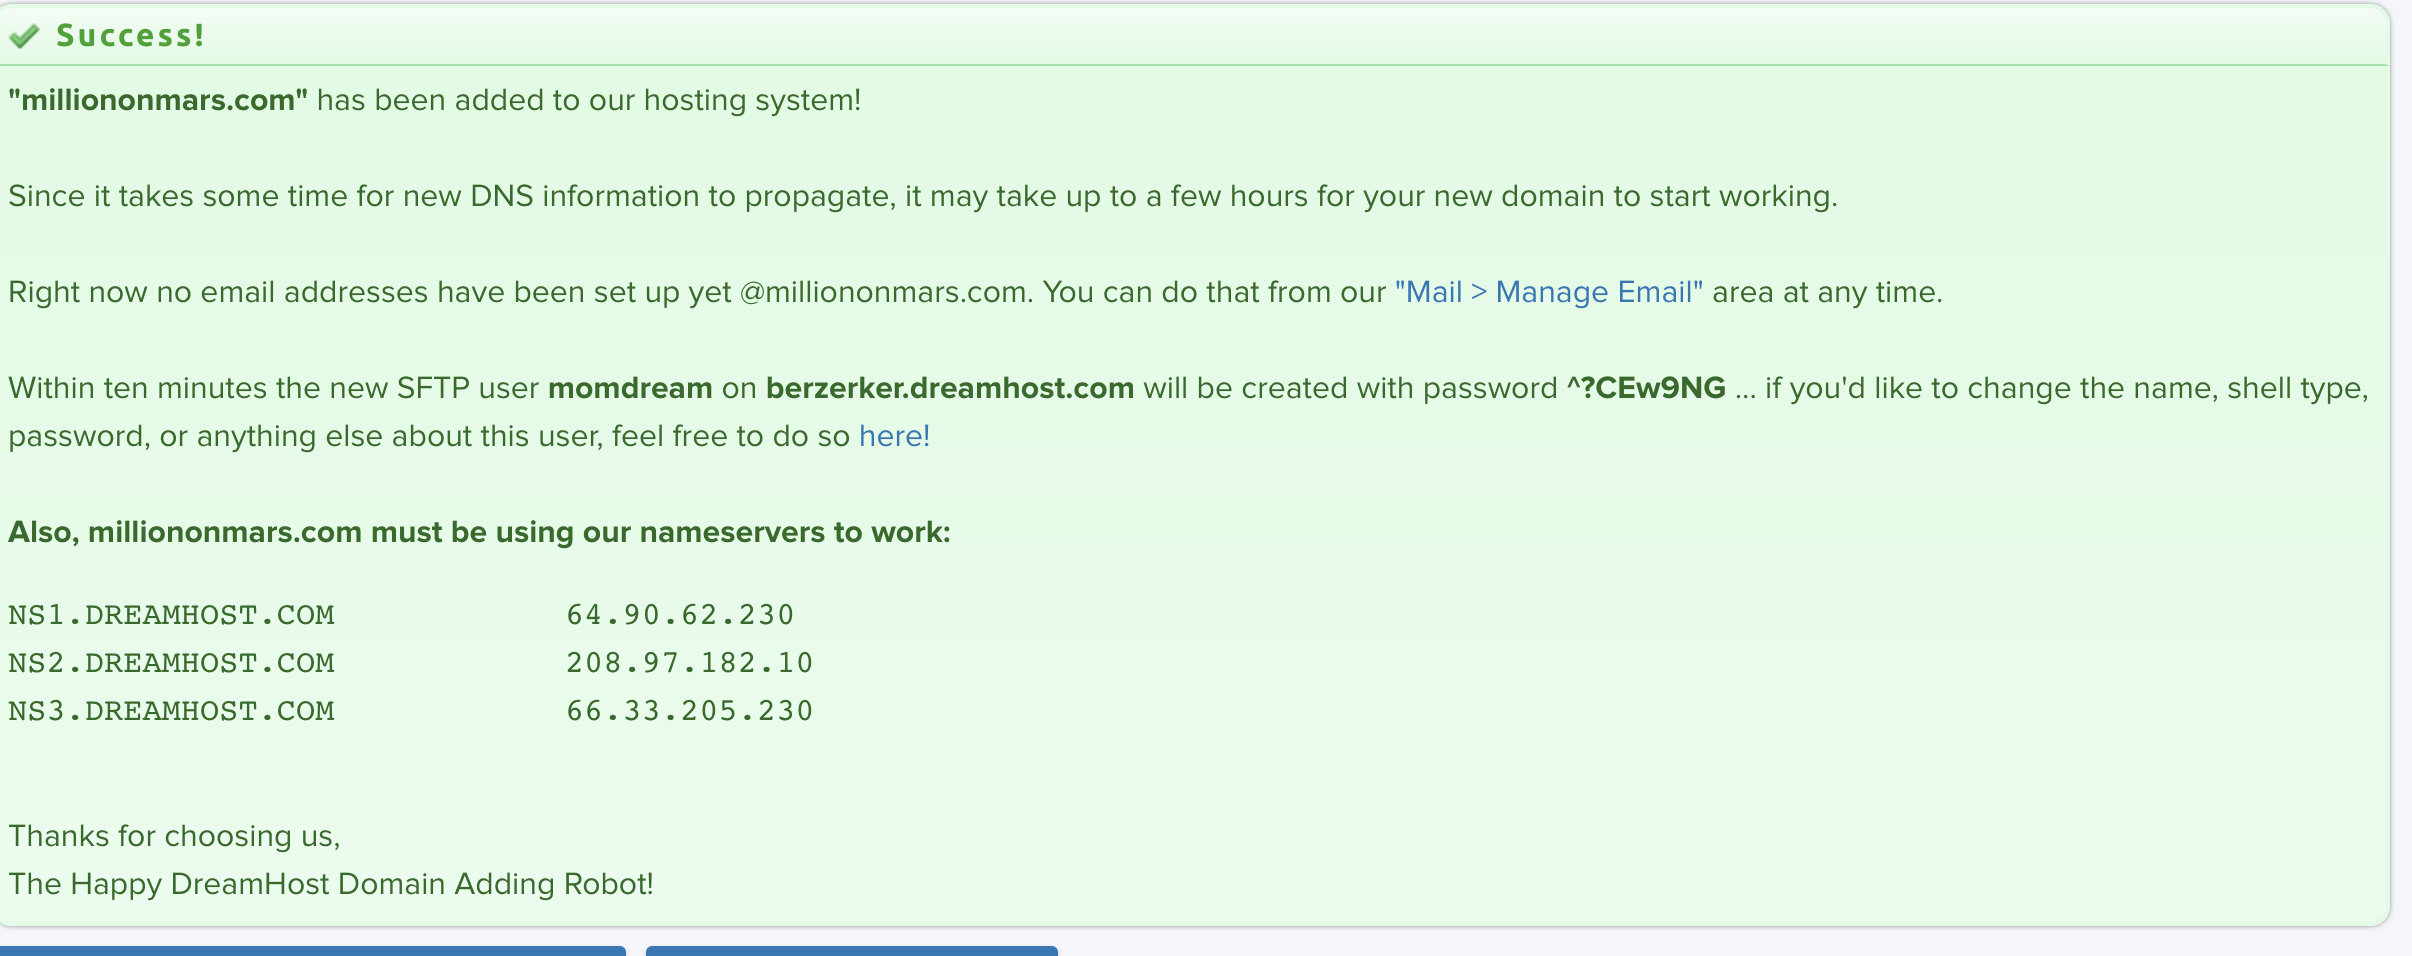 Success!
"milliononmars.com" has been added to our hosting system!
Since it takes some time for new DNS information to propagate, it may take up to a few hours for your new domain to start working.
Right now no email addresses have been set up yet @milliononmars.com. You can do that from our "Mail > Manage Email" area at any time.
Within ten minutes the new SFTP user momdream on berzerker.dreamhost.com will be created with password ^?CEw9NG ... if you'd like to change the name, shell type,
password, or anything else about this user, feel free to do so here!
Also, milliononmars.com must be using our nameservers to work:
NS1.DREAMHOST.COM 64.90.62.230
NS2.DREAMHOST.COM 208.97.182.10
NS3.DREAMHOST.COM 66.33.205.230
Thanks for choosing us,
The Happy DreamHost Domain Adding Robot!